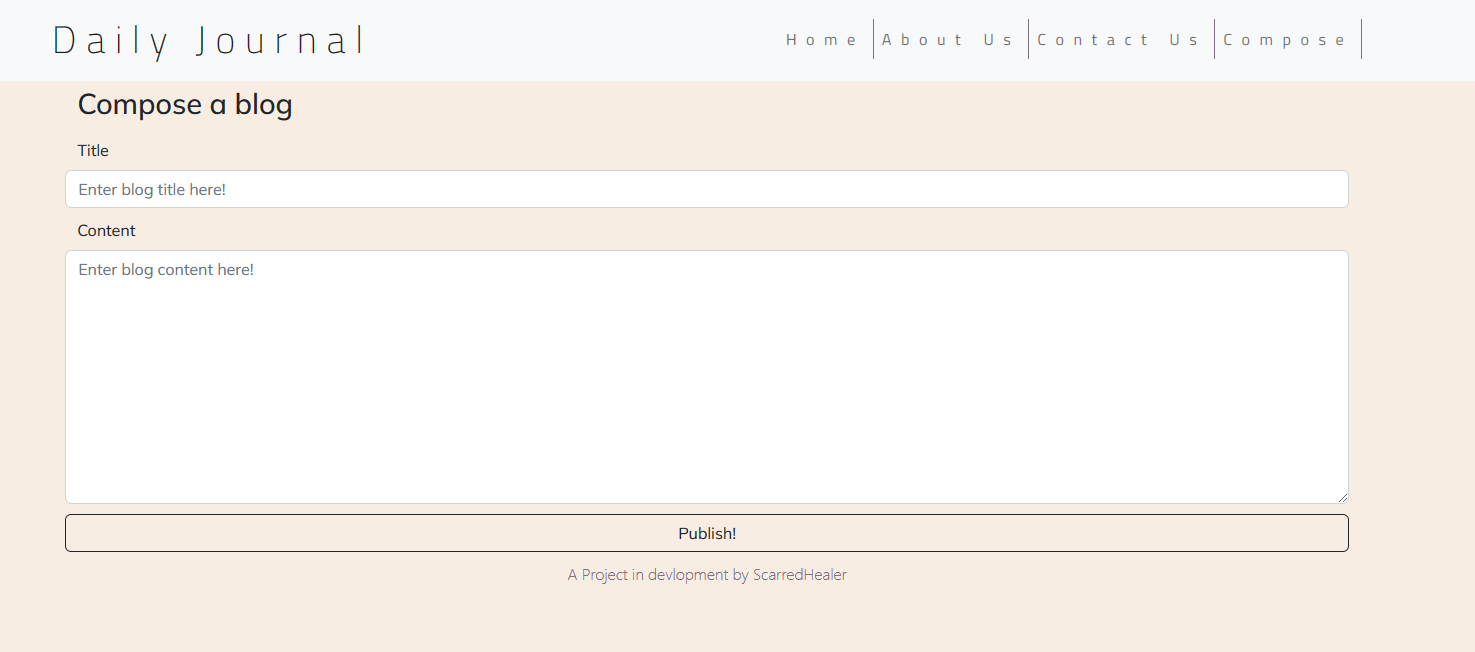 Daily Journal
Home About Us Contact Us Compose
Compose a blog
Title
Enter blog title here!
Content
Enter blog content here!
Publish!
A Project in devlopment by ScarredHealer